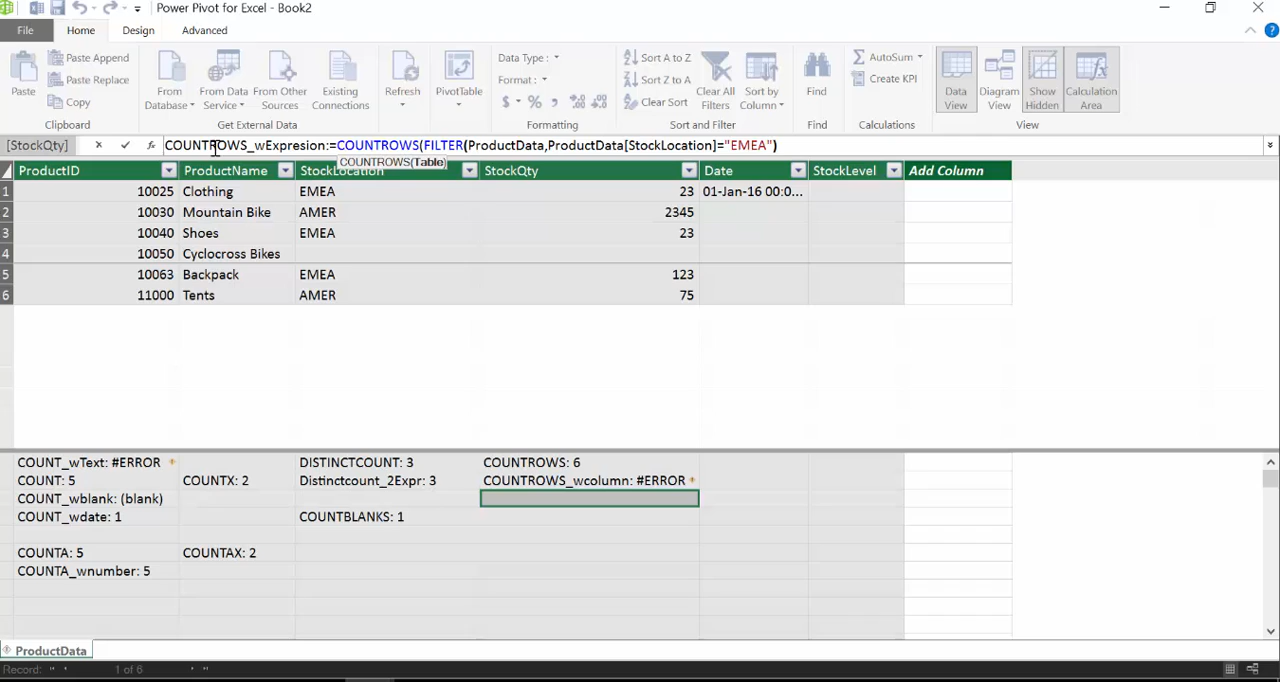 Power Pivot for Excel - Book2
File Home Design Advanced
Paste Paste Append Paste Replace Copy
From Database From Data Service From Other Sources Existing Connections
Refresh PivotTable
Data Type : Format : $ % ,
Sort A to Z Sort Z to A Clear Sort Clear All Filters Sort by Column
Find
AutoSum Create KPI
Data View Diagram View Show Hidden Calculation Area
Clipboard Get External Data Formatting Sort and Filter Find Calculations View
[StockQty] fx COUNTROWS_wExpresion:=COUNTROWS(FILTER(ProductData,ProductData[StockLocation]="EMEA")
COUNTROWS(Table)
ProductID ProductName StockLocation StockQty Date StockLevel Add Column
1 10025 Clothing EMEA 23 01-Jan-16 00:0...
2 10030 Mountain Bike AMER 2345
3 10040 Shoes EMEA 23
4 10050 Cyclocross Bikes
5 10063 Backpack EMEA 123
6 11000 Tents AMER 75
COUNT_wText: #ERROR DISTINCTCOUNT: 3 COUNTROWS: 6
COUNT: 5 COUNTX: 2 Distinctcount_2Expr: 3 COUNTROWS_wcolumn: #ERROR
COUNT_wblank: (blank)
COUNT_wdate: 1 COUNTBLANKS: 1
COUNTA: 5 COUNTAX: 2
COUNTA_wnumber: 5
ProductData
Record: 1 of 6